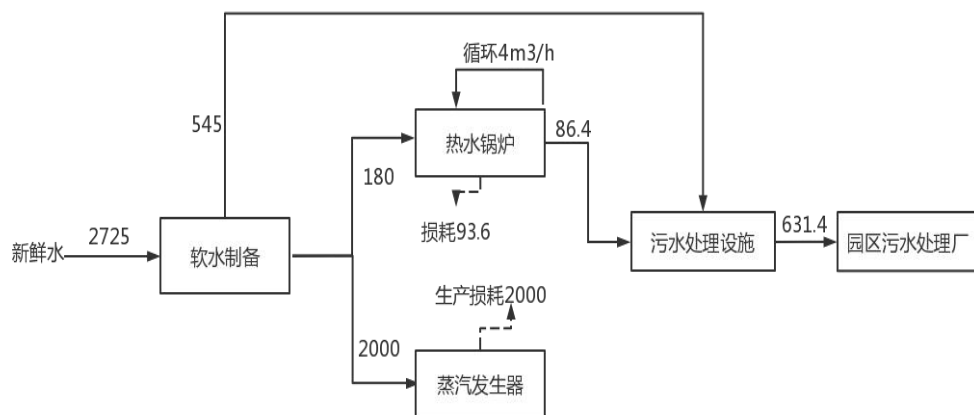 循环4m3/h
545
热水锅炉
86.4
180
损耗93.6
新鲜水
2725
软水制备
污水处理设施
631.4
园区污水处理厂
生产损耗2000
2000
蒸汽发生器